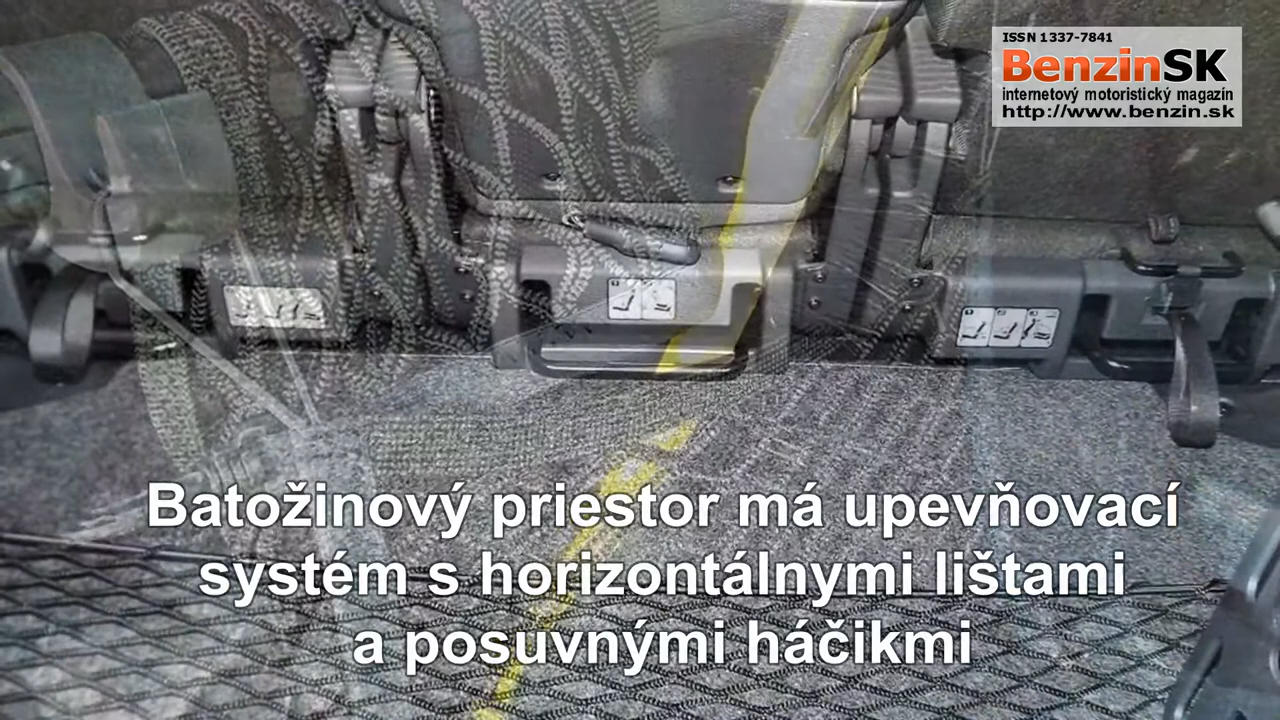 ISSN 1337-7841
BenzinSK
internetový motoristický magazín
http://www.benzin.sk
Batožinový priestor má upevňovací
systém s horizontálnymi lištami
a posuvnými háčikmi